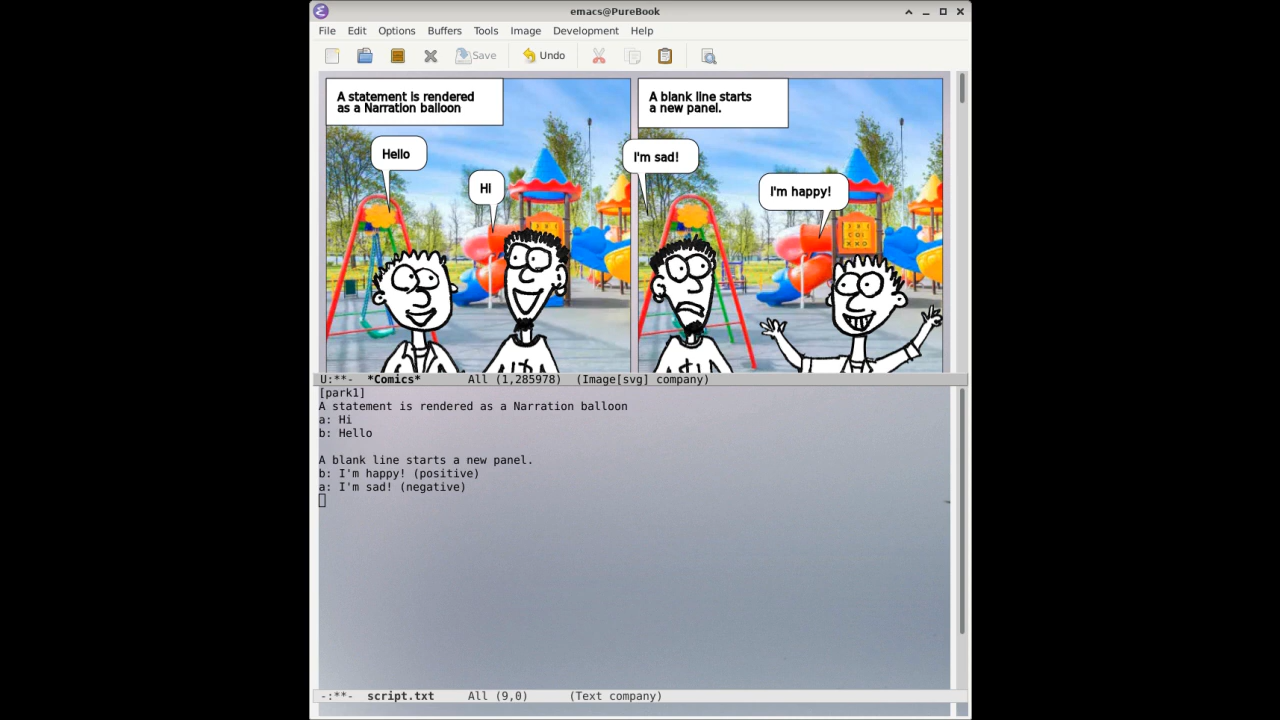 emacs@PureBook
File Edit Options Buffers Tools Image Development Help
Save Undo
A statement is rendered
as a Narration balloon
Hello
Hi
A blank line starts
a new panel.
I'm sad!
I'm happy!
U:**- *Comics* All (1,285978) (Image[svg] company)
[park1]
A statement is rendered as a Narration balloon
a: Hi
b: Hello
A blank line starts a new panel.
b: I'm happy! (positive)
a: I'm sad! (negative)
-:**- script.txt All (9,0) (Text company)